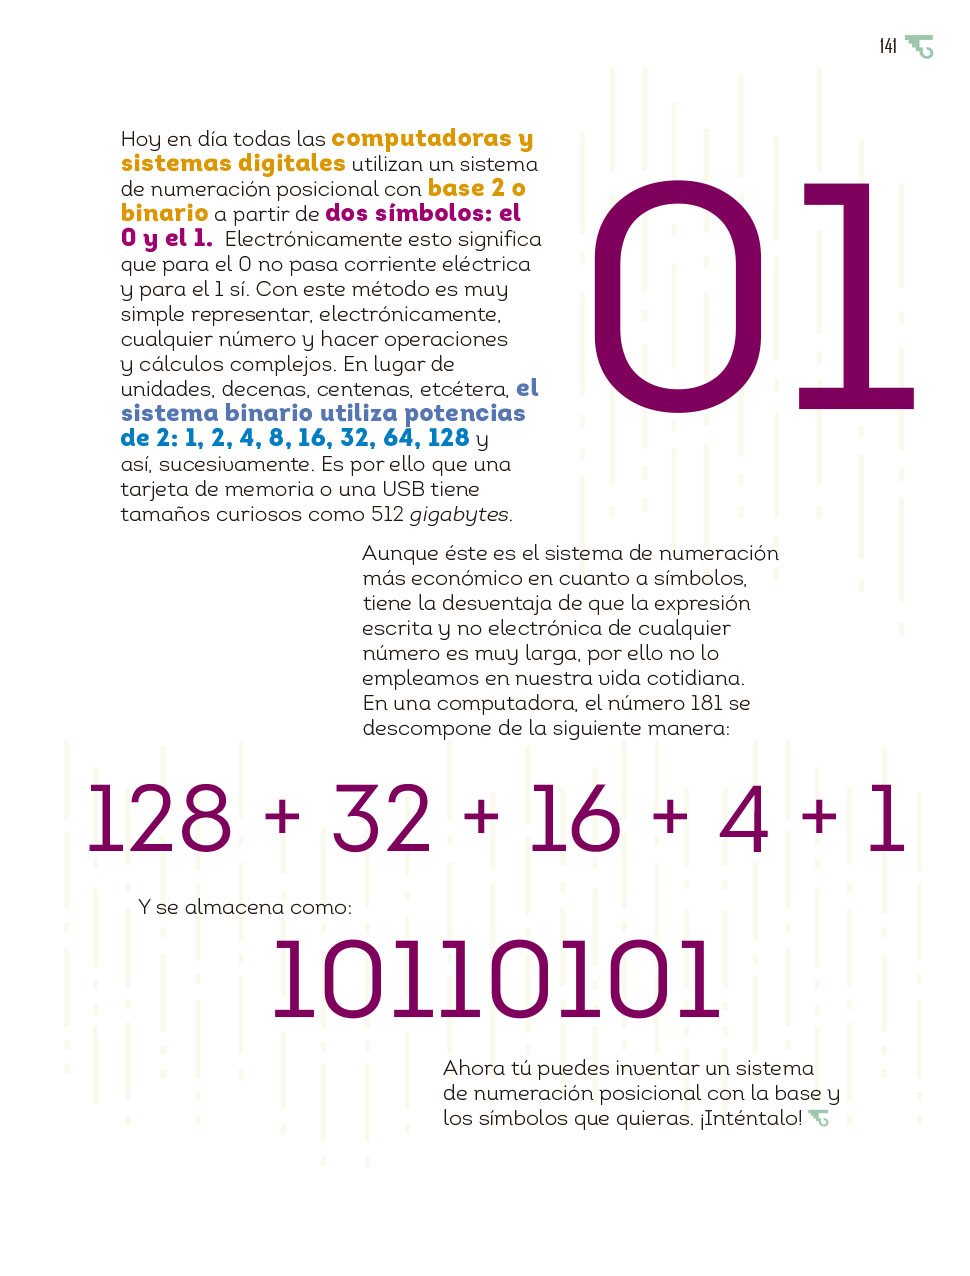 141
Hoy en día todas las computadoras y
sistemas digitales utilizan un sistema
de numeración posicional con base 2 o
binario a partir de dos símbolos: el
0 y el 1. Electrónicamente esto significa
que para el 0 no pasa corriente eléctrica
y para el 1 sí. Con este método es muy
simple representar, electrónicamente,
cualquier número y hacer operaciones
y cálculos complejos. En lugar de
unidades, decenas, centenas, etcétera, el
sistema binario utiliza potencias
de 2: 1, 2, 4, 8, 16, 32, 64, 128 y
así, sucesivamente. Es por ello que una
tarjeta de memoria o una USB tiene
tamaños curiosos como 512 gigabytes.
01
Aunque éste es el sistema de numeración
más económico en cuanto a símbolos,
tiene la desventaja de que la expresión
escrita y no electrónica de cualquier
número es muy larga, por ello no lo
empleamos en nuestra vida cotidiana.
En una computadora, el número 181 se
descompone de la siguiente manera:
128 + 32 + 16 + 4 + 1
Y se almacena como:
10110101
Ahora tú puedes inventar un sistema
de numeración posicional con la base y
los símbolos que quieras. ¡Inténtalo!